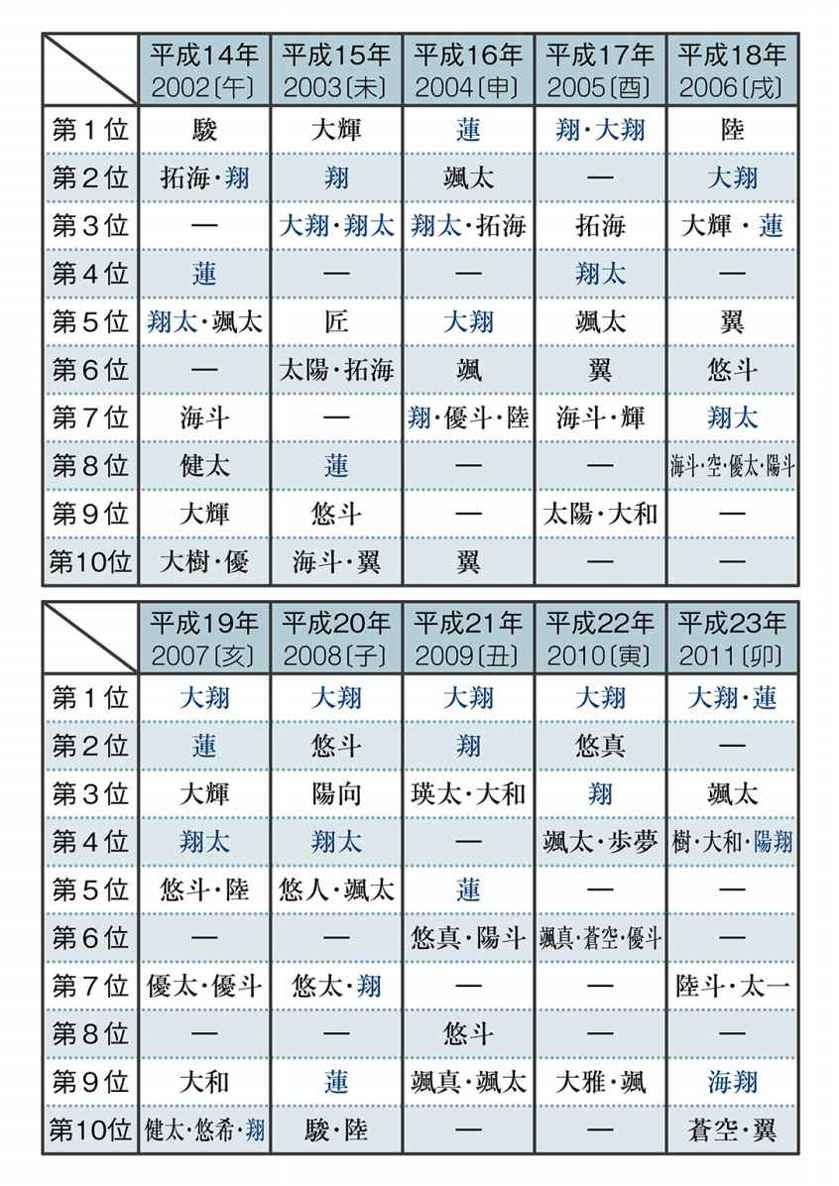 平成14年 平成15年 平成16年 平成17年 平成18年
2002〔午〕 2003〔未〕 2004〔申〕 2005〔酉〕 2006〔戌〕
第1位 駿 大輝 蓮 翔・大翔 陸
第2位 拓海・翔 翔 颯太 — 大翔
第3位 — 大翔・翔太 翔太・拓海 拓海 大輝・蓮
第4位 蓮 — — 翔太 —
第5位 翔太・颯太 匠 大翔 颯太 翼
第6位 — 太陽・拓海 颯 翼 悠斗
第7位 海斗 — 翔・優斗・陸 海斗・輝 翔太
第8位 健太 蓮 — — 海斗・空・優太・陽斗
第9位 大輝 悠斗 — 太陽・大和 —
第10位 大樹・優 海斗・翼 翼 — —
平成19年 平成20年 平成21年 平成22年 平成23年
2007〔亥〕 2008〔子〕 2009〔丑〕 2010〔寅〕 2011〔卯〕
第1位 大翔 大翔 大翔 大翔 大翔・蓮
第2位 蓮 悠斗 翔 悠真 —
第3位 大輝 陽向 瑛太・大和 翔 颯太
第4位 翔太 翔太 — 颯太・歩夢 樹・大和・陽翔
第5位 悠斗・陸 悠人・颯太 蓮 — —
第6位 — — 悠真・陽斗 颯真・蒼空・優斗 —
第7位 優太・優斗 悠太・翔 — — 陸斗・太一
第8位 — — 悠斗 — —
第9位 大和 蓮 颯真・颯太 大雅・颯 海翔
第10位 健太・悠希・翔 駿・陸 — — 蒼空・翼